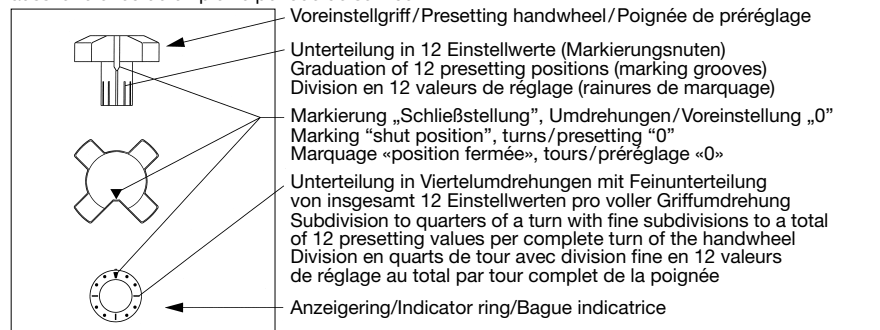 Voreinstellgriff/Presetting handwheel/Poignée de préréglage
Unterteilung in 12 Einstellwerte (Markierungsnuten)
Graduation of 12 presetting positions (marking grooves)
Division en 12 valeurs de réglage (rainures de marquage)
Markierung „Schließstellung”, Umdrehungen/Voreinstellung „0”
Marking “shut position”, turns/presetting “0”
Marquage «position fermée», tours/préréglage «0»
Unterteilung in Viertelumdrehungen mit Feinunterteilung
von insgesamt 12 Einstellwerten pro voller Griffumdrehung
Subdivision to quarters of a turn with fine subdivisions to a total
of 12 presetting values per complete turn of the handwheel
Division en quarts de tour avec division fine en 12 valeurs
de réglage au total par tour complet de la poignée
Anzeigering/Indicator ring/Bague indicatrice